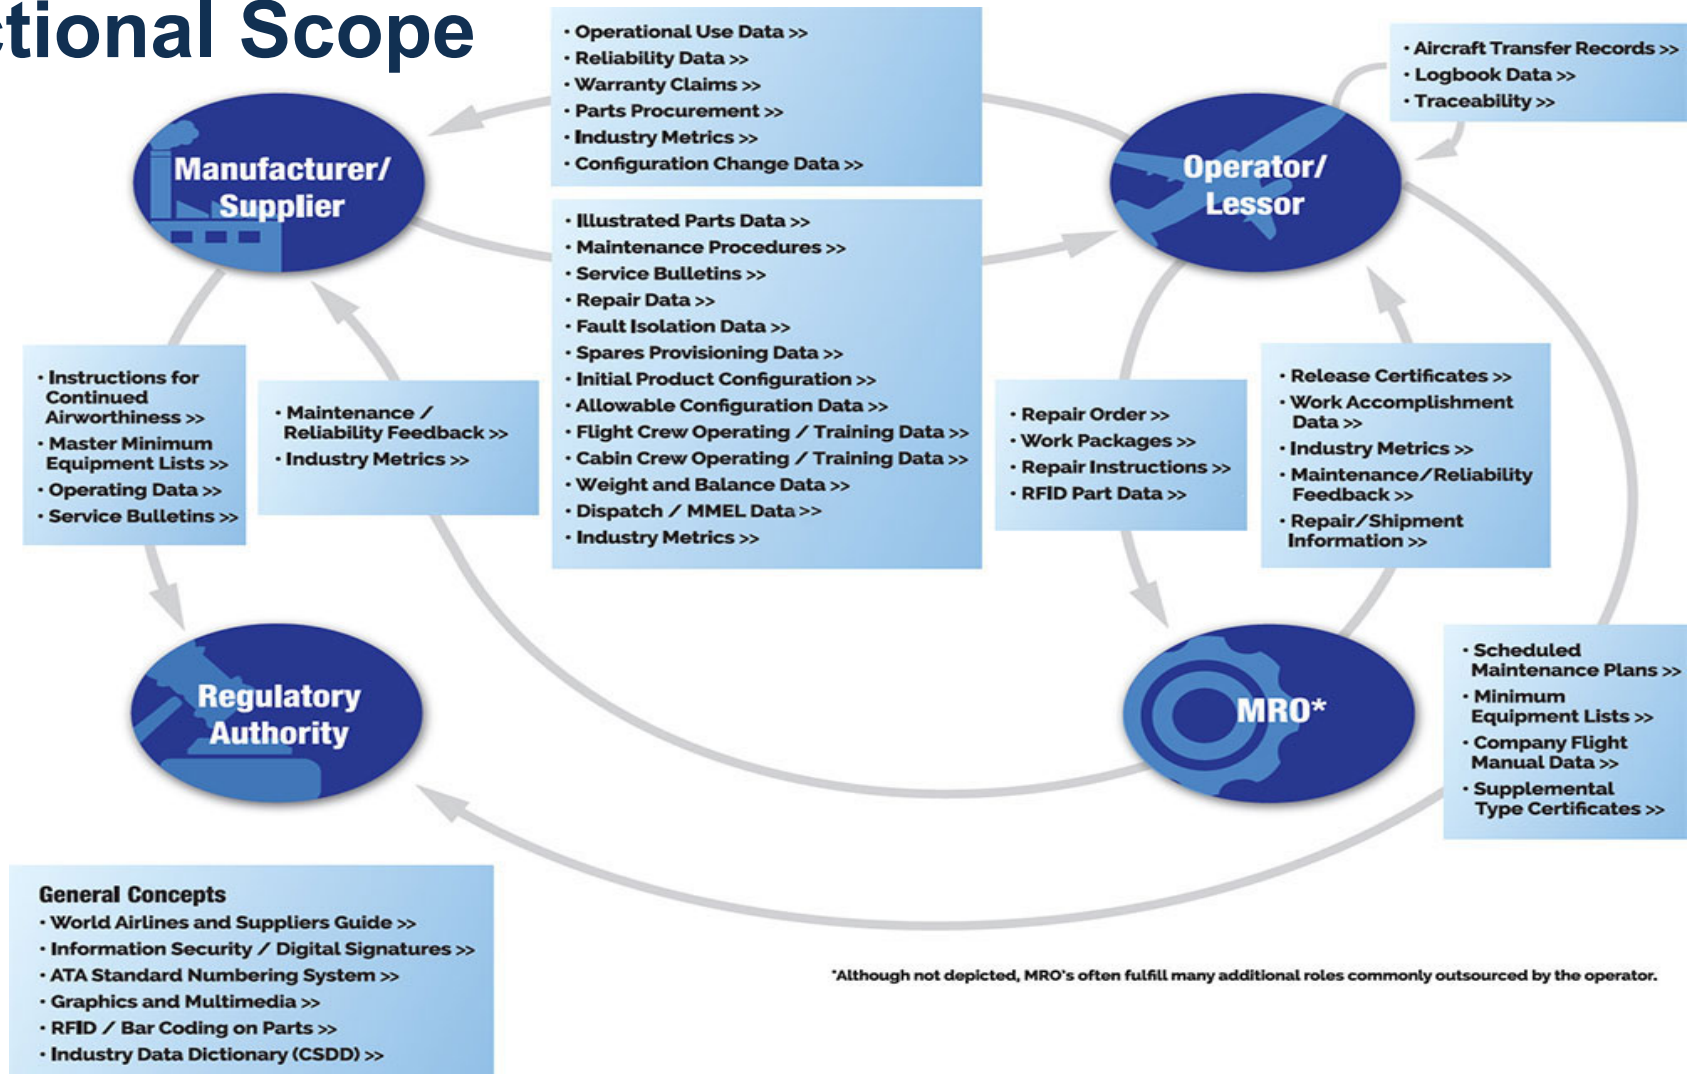 ctional Scope
• Operational Use Data >>
• Reliability Data >>
• Warranty Claims >>
• Parts Procurement >>
• Industry Metrics >>
• Configuration Change Data >>
• Aircraft Transfer Records >>
• Logbook Data >>
• Traceability >>
Manufacturer/
Supplier
Operator/
Lessor
• Illustrated Parts Data >>
• Maintenance Procedures >>
• Service Bulletins >>
• Repair Data >>
• Fault Isolation Data >>
• Spares Provisioning Data >>
• Initial Product Configuration >>
• Allowable Configuration Data >>
• Flight Crew Operating / Training Data >>
• Cabin Crew Operating / Training Data >>
• Weight and Balance Data >>
• Dispatch / MMEL Data >>
• Industry Metrics >>
• Instructions for
Continued
Airworthiness >>
• Master Minimum
Equipment Lists >>
• Operating Data >>
• Service Bulletins >>
• Maintenance /
Reliability Feedback >>
• Industry Metrics >>
• Repair Order >>
• Work Packages >>
• Repair Instructions >>
• RFID Part Data >>
• Release Certificates >>
• Work Accomplishment
Data >>
• Industry Metrics >>
• Maintenance/Reliability
Feedback >>
• Repair/Shipment
Information >>
Regulatory
Authority
MRO*
• Scheduled
Maintenance Plans >>
• Minimum
Equipment Lists >>
• Company Flight
Manual Data >>
• Supplemental
Type Certificates >>
General Concepts
• World Airlines and Suppliers Guide >>
• Information Security / Digital Signatures >>
• ATA Standard Numbering System >>
• Graphics and Multimedia >>
• RFID / Bar Coding on Parts >>
• Industry Data Dictionary (CSDD) >>
*Although not depicted, MRO's often fulfill many additional roles commonly outsourced by the operator.